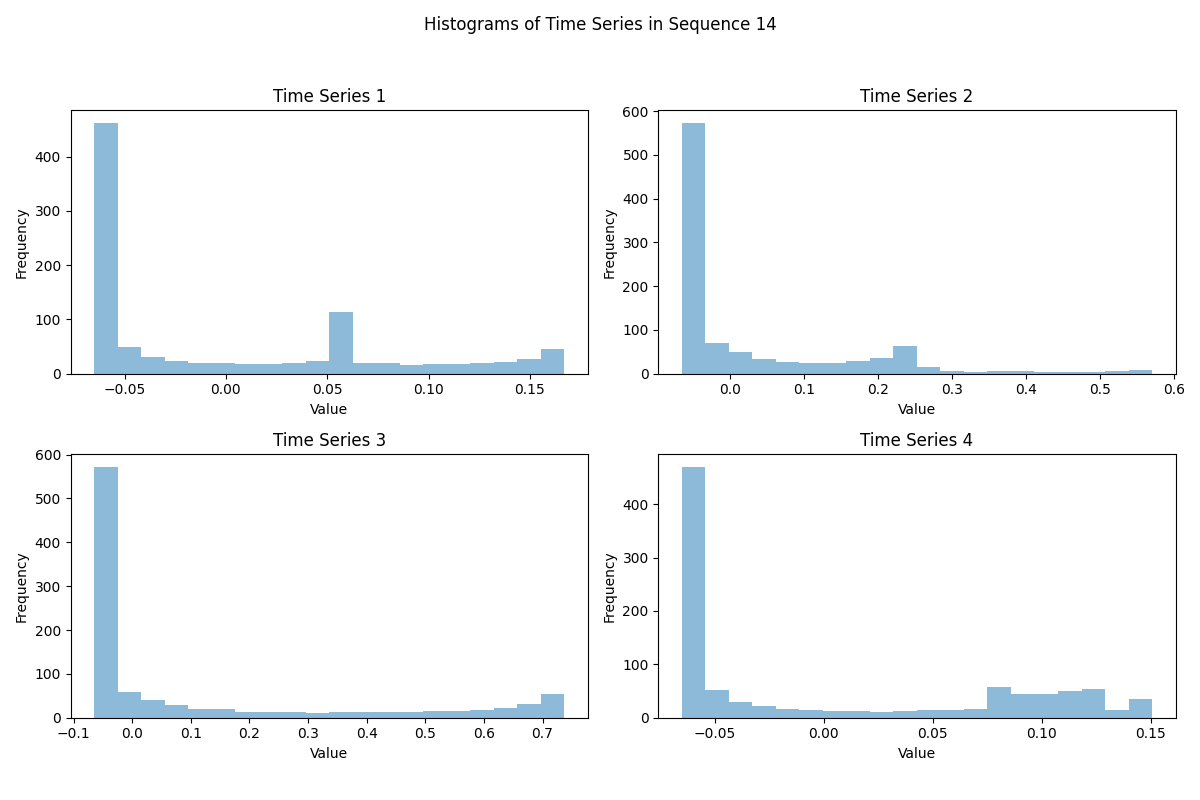 Histograms of Time Series in Sequence 14
Time Series 1
Frequency
400
300
200
100
0
−0.05 0.00 0.05 0.10 0.15
Value
Time Series 2
Frequency
600
500
400
300
200
100
0
0.0 0.1 0.2 0.3 0.4 0.5 0.6
Value
Time Series 3
Frequency
600
500
400
300
200
100
0
−0.1 0.0 0.1 0.2 0.3 0.4 0.5 0.6 0.7
Value
Time Series 4
Frequency
400
300
200
100
0
−0.05 0.00 0.05 0.10 0.15
Value